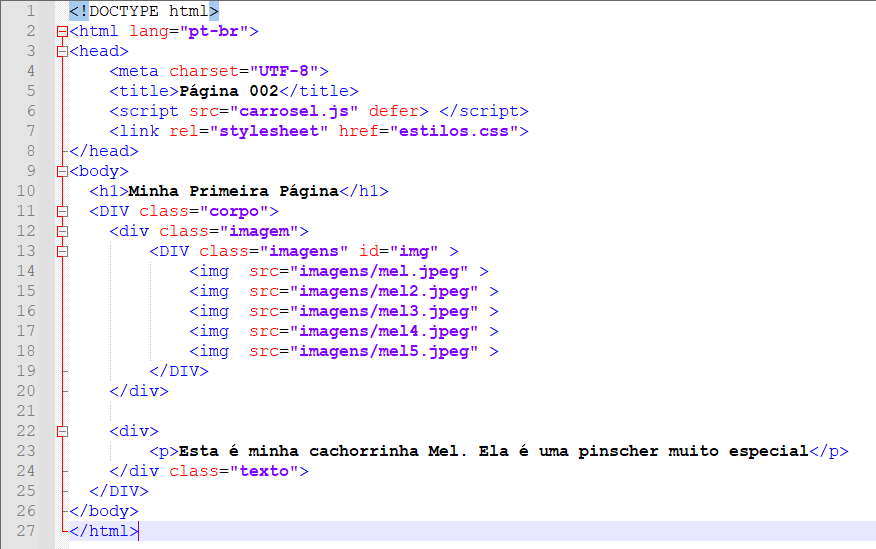 1 <!DOCTYPE html>
2 <html lang="pt-br">
3 <head>
4     <meta charset="UTF-8">
5     <title>Página 002</title>
6     <script src="carrosel.js" defer> </script>
7     <link rel="stylesheet" href="estilos.css">
8 </head>
9 <body>
10   <h1>Minha Primeira Página</h1>
11   <DIV class="corpo">
12     <div class="imagem">
13         <DIV class="imagens" id="img" >
14             <img  src="imagens/mel.jpeg" >
15             <img  src="imagens/mel2.jpeg" >
16             <img  src="imagens/mel3.jpeg" >
17             <img  src="imagens/mel4.jpeg" >
18             <img  src="imagens/mel5.jpeg" >
19         </DIV>
20     </div>
21
22     <div>
23         <p>Esta é minha cachorrinha Mel. Ela é uma pinscher muito especial</p>
24     </div class="texto">
25   </DIV>
26 </body>
27 </html>